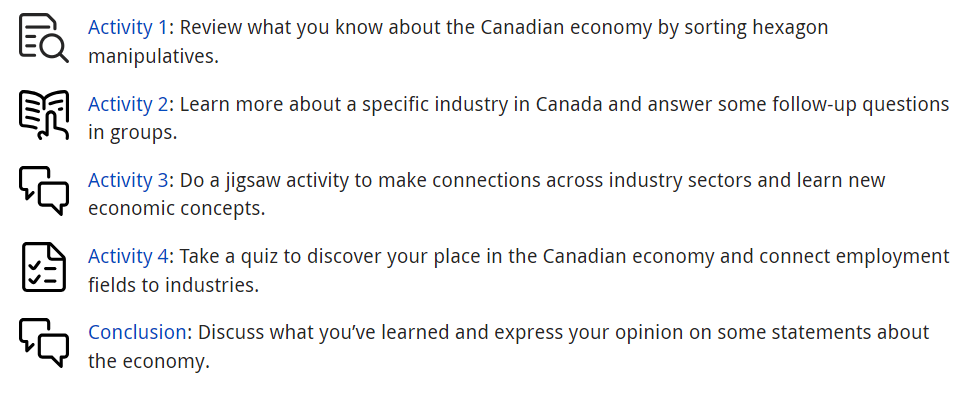 Activity 1: Review what you know about the Canadian economy by sorting hexagon
manipulatives.
Activity 2: Learn more about a specific industry in Canada and answer some follow-up questions
in groups.
Activity 3: Do a jigsaw activity to make connections across industry sectors and learn new
economic concepts.
Activity 4: Take a quiz to discover your place in the Canadian economy and connect employment
fields to industries.
Conclusion: Discuss what you’ve learned and express your opinion on some statements about
the economy.